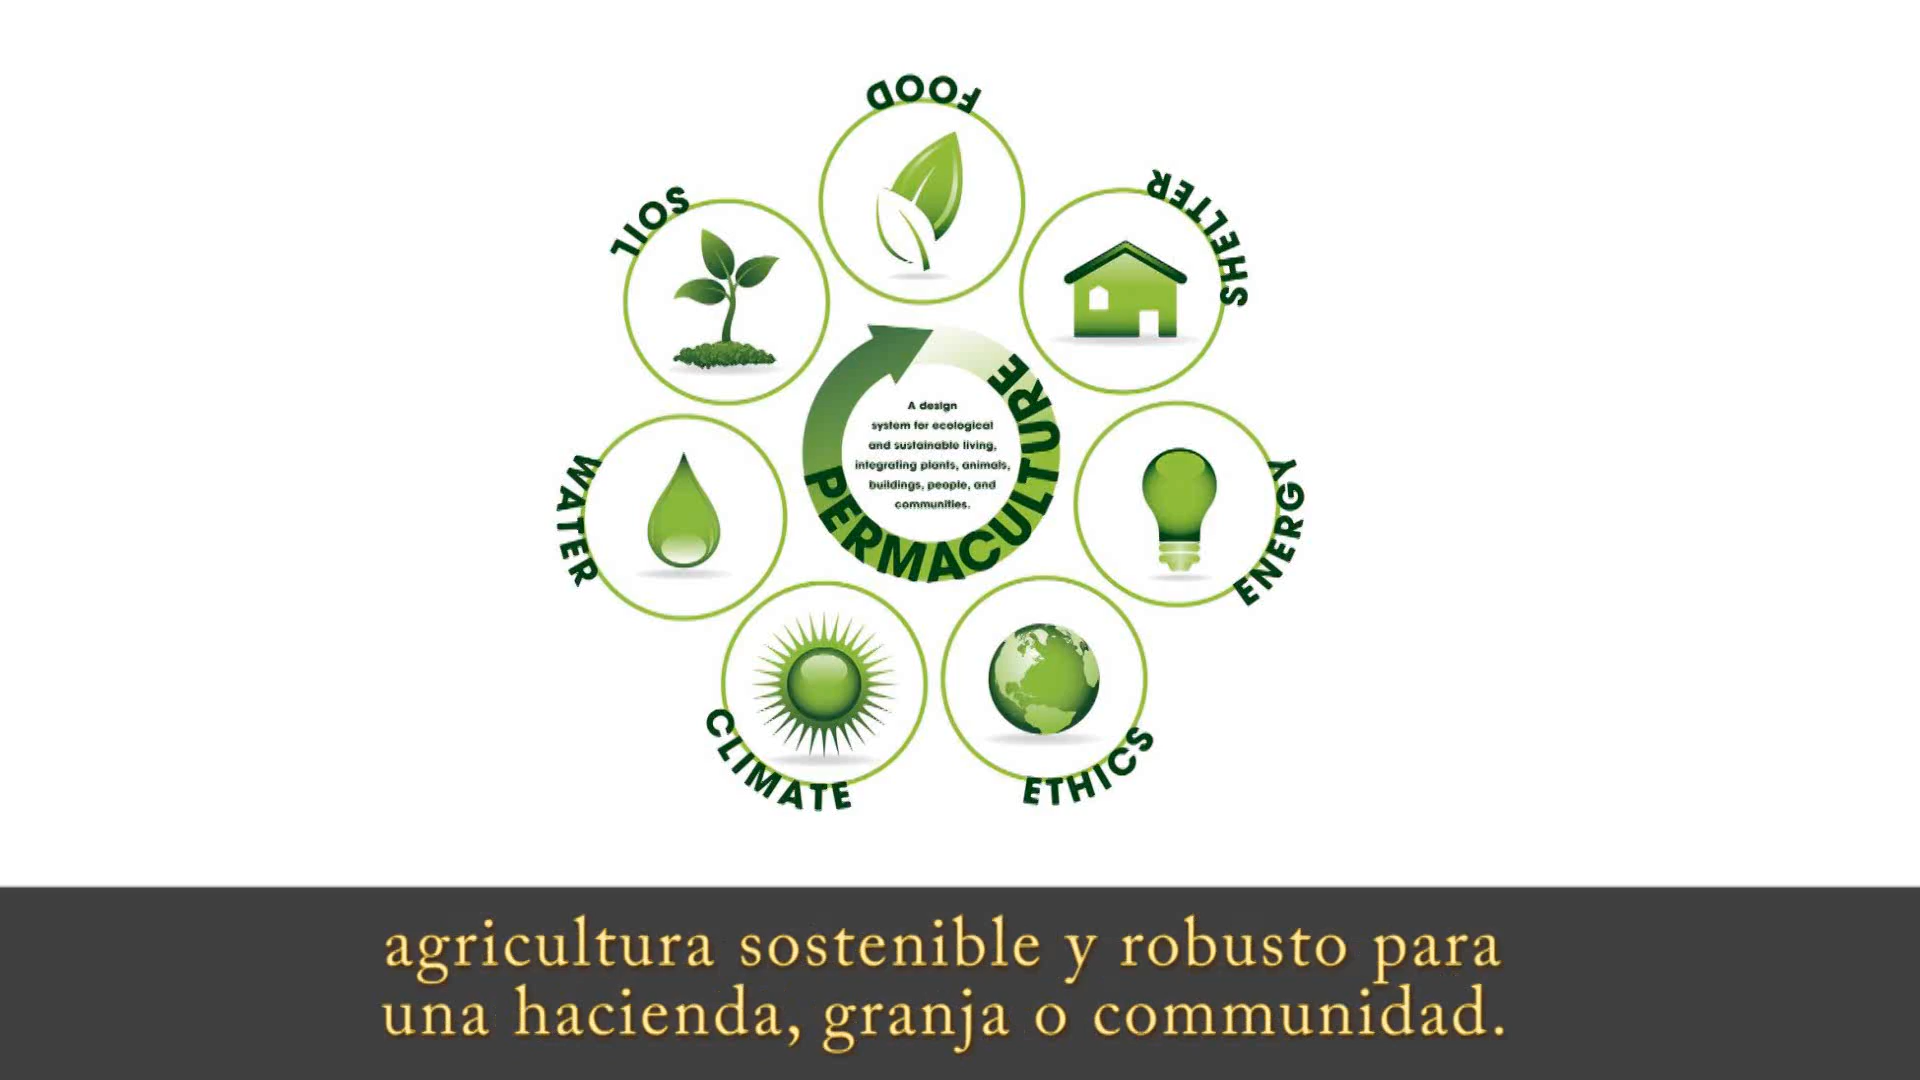 FOOD
SHELTER
SOIL
PERMACULTURE
A design
system for ecological
and sustainable living,
integrating plants, animals,
buildings, people, and
communities.
WATER
ENERGY
CLIMATE
ETHICS
agricultura sostenible y robusto para
una hacienda, granja o communidad.